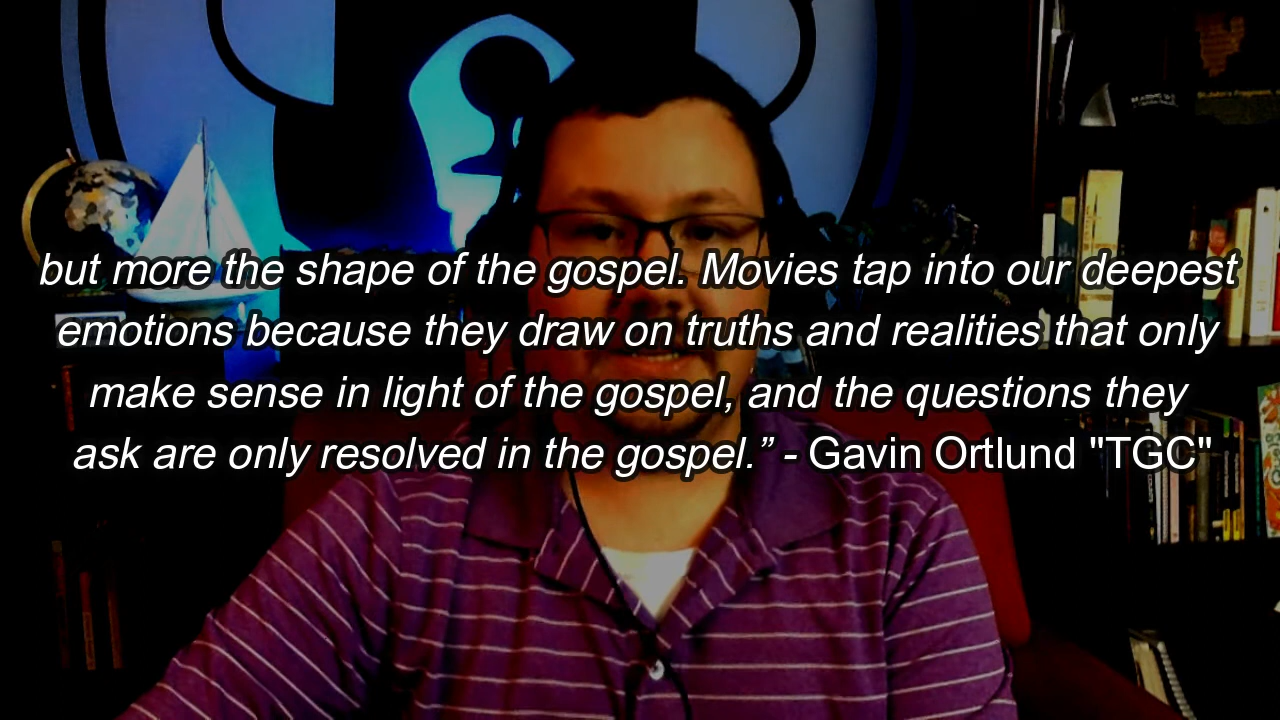 but more the shape of the gospel. Movies tap into our deepest
emotions because they draw on truths and realities that only
make sense in light of the gospel, and the questions they
ask are only resolved in the gospel.” - Gavin Ortlund "TGC"